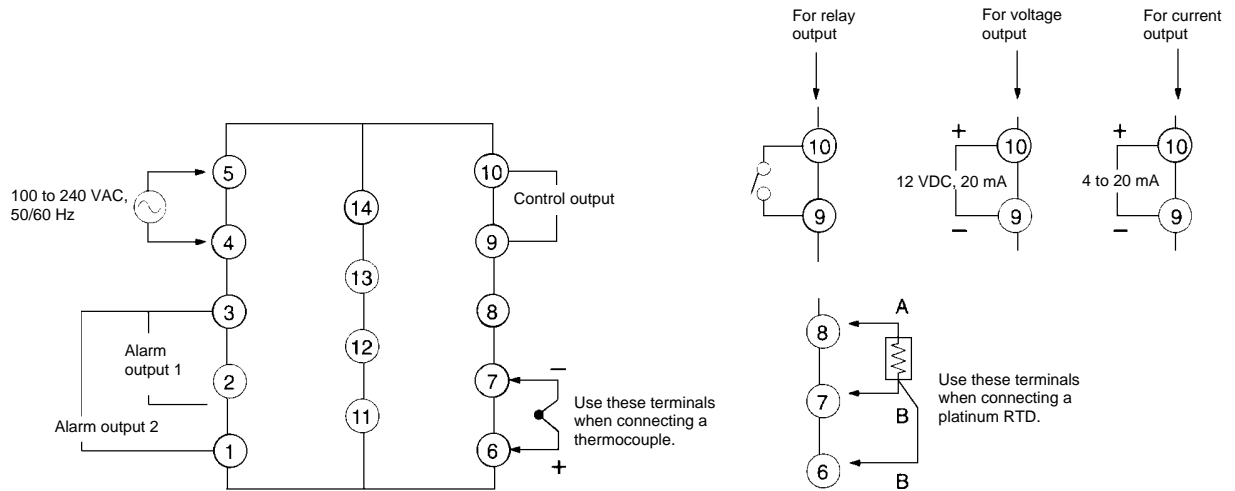 For relay
output
For voltage
output
For current
output
5
10
100 to 240 VAC,
50/60 Hz
14
Control output
4
9
13
3
8
12
Alarm
output 1
2
7
−
11
Use these terminals
when connecting a
thermocouple.
Alarm output 2
1
6
+
10
9
+
10
12 VDC, 20 mA
−
9
+
10
4 to 20 mA
−
9
A
8
7
B
Use these terminals
when connecting a
platinum RTD.
6
B